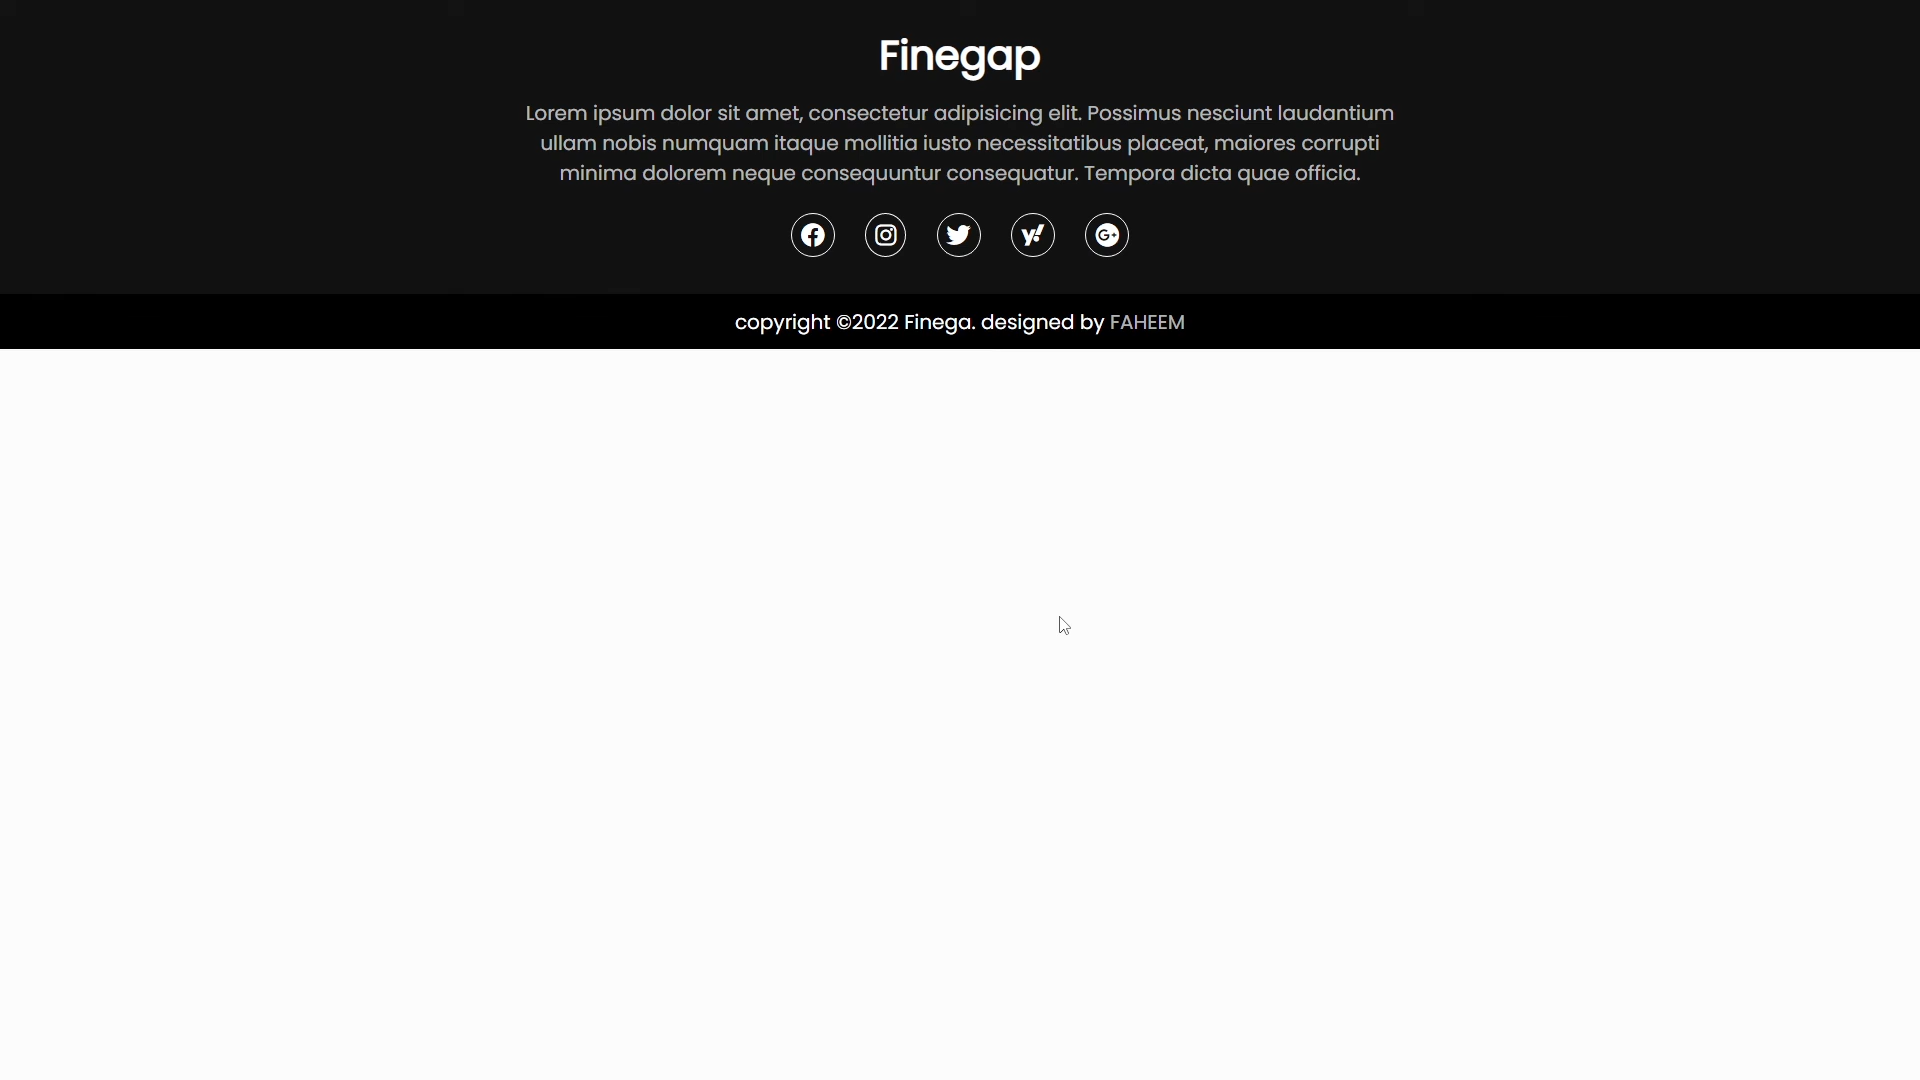 Finegap
Lorem ipsum dolor sit amet, consectetur adipisicing elit. Possimus nesciunt laudantium
ullam nobis numquam itaque mollitia iusto necessitatibus placeat, maiores corrupti
minima dolorem neque consequuntur consequatur. Tempora dicta quae officia.
copyright ©2022 Finega. designed by FAHEEM